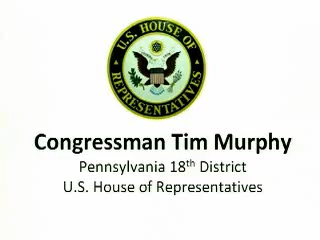 U.S. HOUSE OF
REPRESENTATIVES
Congressman Tim Murphy
Pennsylvania 18th District
U.S. House of Representatives